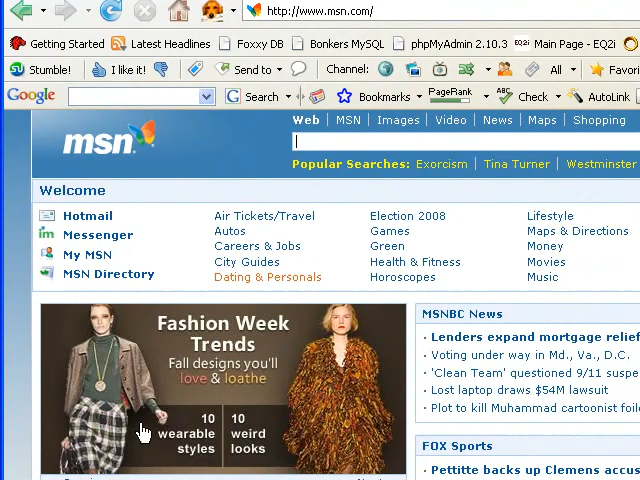 http://www.msn.com/
Getting Started Latest Headlines Foxxy DB Bonkers MySQL phpMyAdmin 2.10.3 EQ2i Main Page - EQ2i
Stumble! I like it! Send to Channel: All Favori
Google G Search Bookmarks PageRank ABC Check AutoLink
msn
Web MSN Images Video News Maps Shopping
Popular Searches: Exorcism Tina Turner Westminster
Welcome
Hotmail Air Tickets/Travel Election 2008 Lifestyle
Messenger Autos Games Maps & Directions
My MSN Careers & Jobs Green Money
MSN Directory City Guides Health & Fitness Movies
Dating & Personals Horoscopes Music
Fashion Week
Trends
Fall designs you'll
love & loathe
10 wearable styles
10 weird looks
MSNBC News
· Lenders expand mortgage relief
· Voting under way in Md., Va., D.C.
· 'Clean Team' questioned 9/11 suspe
· Lost laptop draws $54M lawsuit
· Plot to kill Muhammad cartoonist foile
FOX Sports
· Pettitte backs up Clemens accus